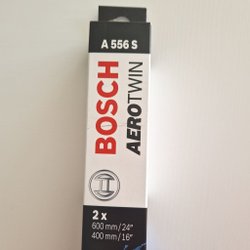 A 556 S
BOSCH
AEROTWIN
2 x
600 mm / 24"
400 mm / 16"